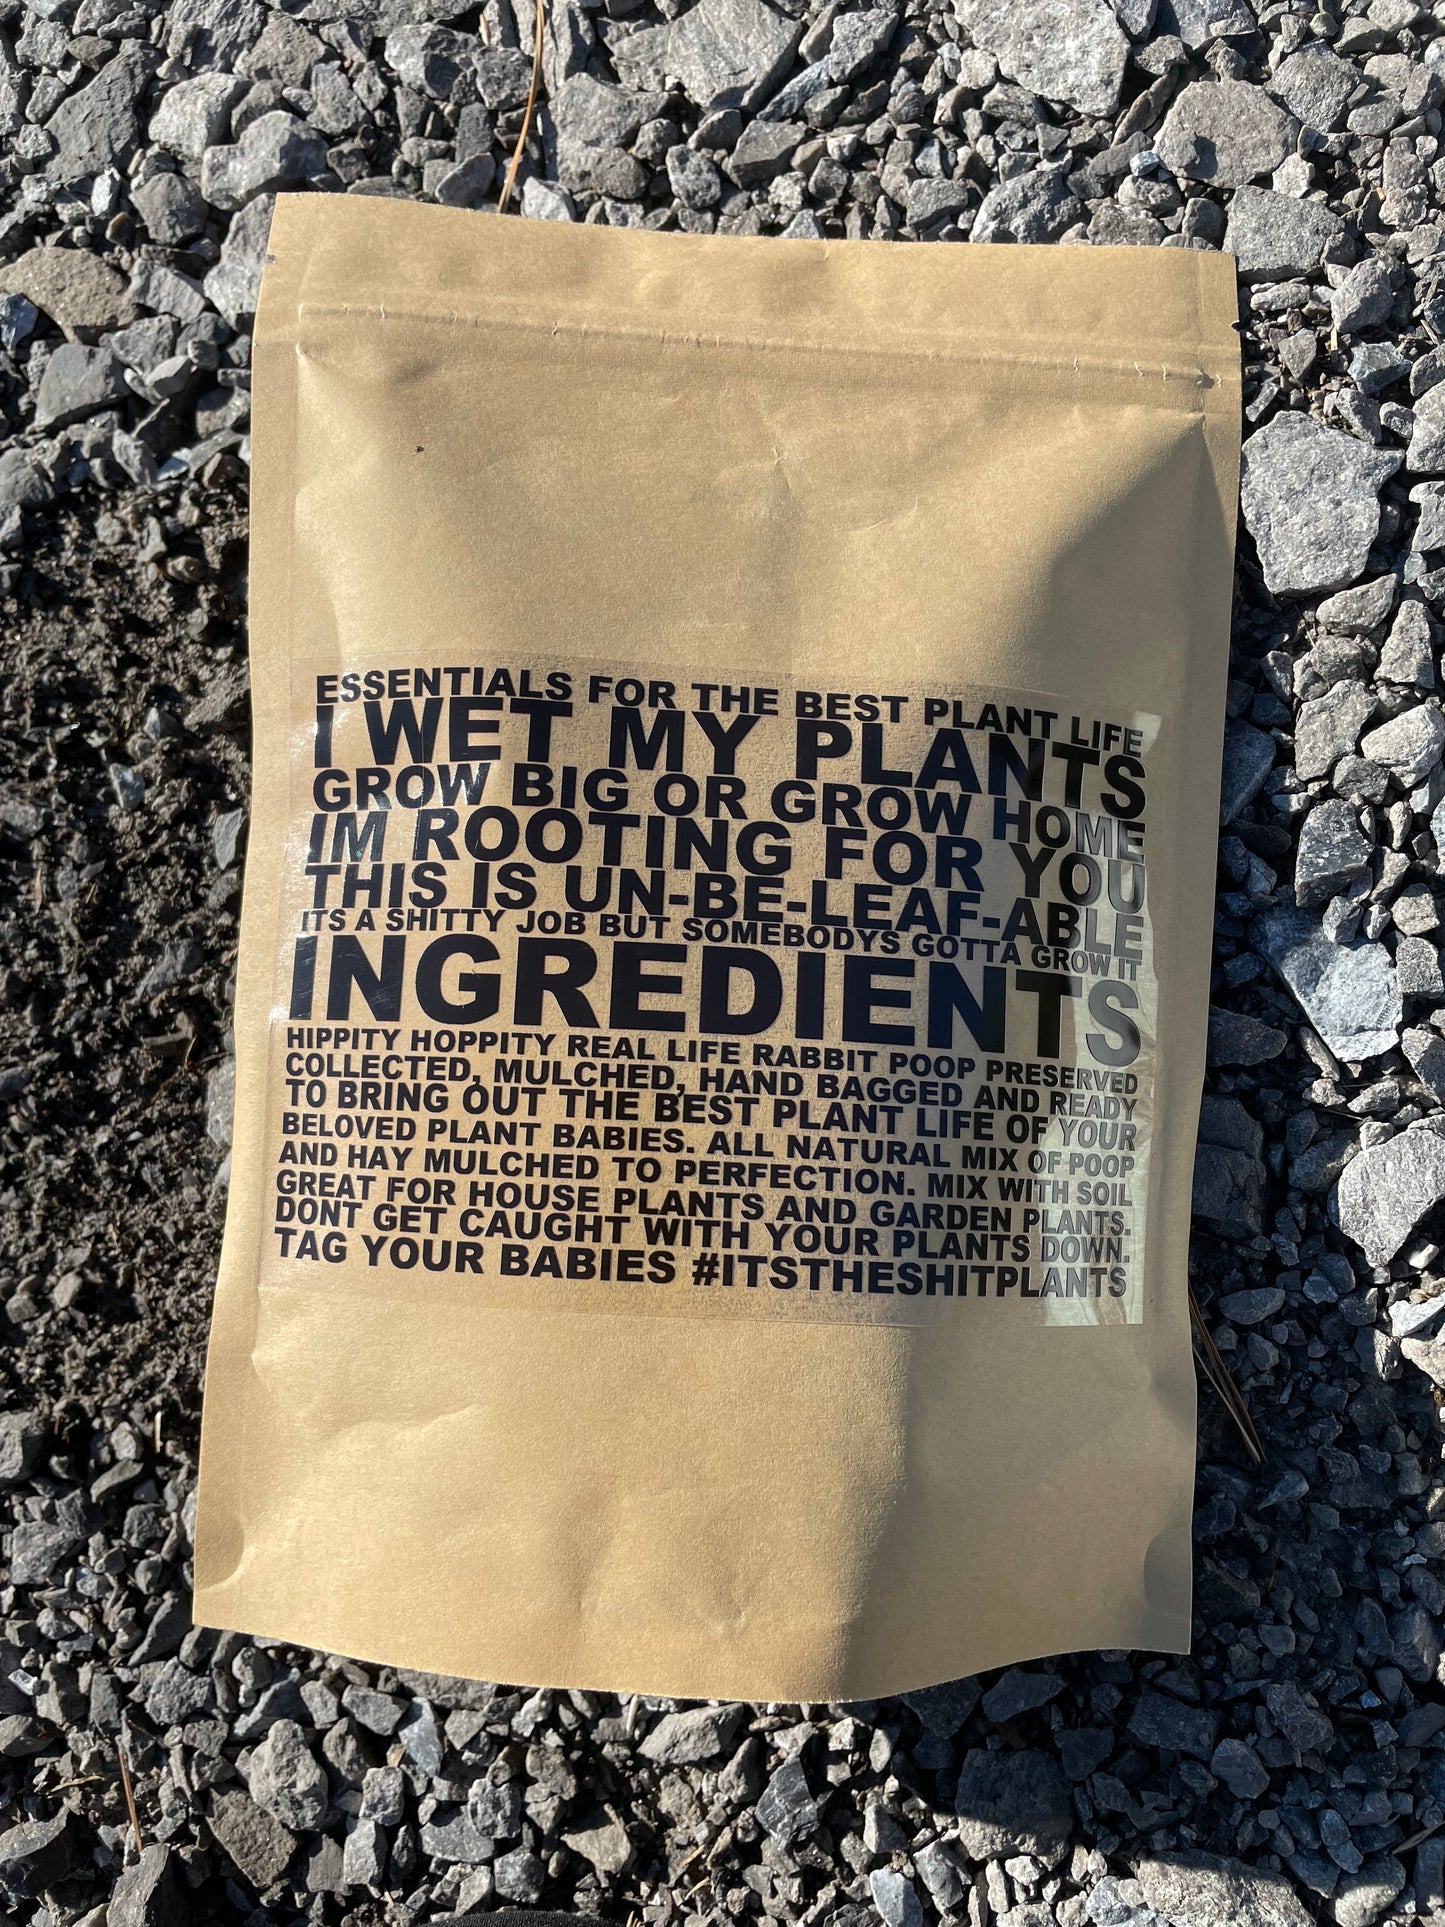 ESSENTIALS FOR THE BEST PLANT LIFE
I WET MY PLANTS
GROW BIG OR GROW HOME
IM ROOTING FOR YOU
THIS IS UN-BE-LEAF-ABLE
ITS A SHITTY JOB BUT SOMEBODYS GOTTA GROW IT
INGREDIENTS
HIPPITY HOPPITY REAL LIFE RABBIT POOP PRESERVED
COLLECTED, MULCHED, HAND BAGGED AND READY
TO BRING OUT THE BEST PLANT LIFE OF YOUR
BELOVED PLANT BABIES. ALL NATURAL MIX OF POOP
AND HAY MULCHED TO PERFECTION. MIX WITH SOIL
GREAT FOR HOUSE PLANTS AND GARDEN PLANTS.
DONT GET CAUGHT WITH YOUR PLANTS DOWN.
TAG YOUR BABIES #ITSTHESHITPLANTS